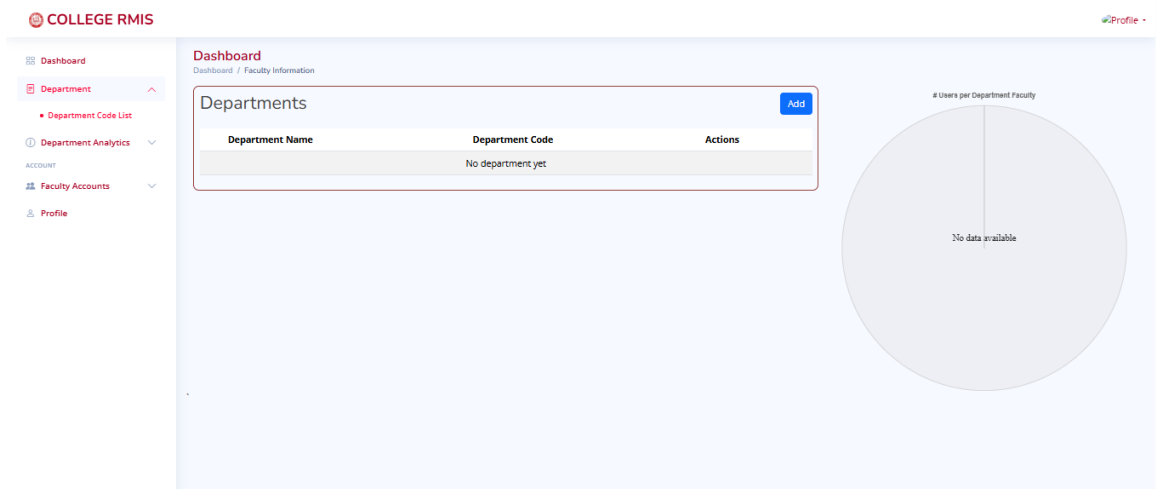 COLLEGE RMIS
Profile
Dashboard
Department
Department Code List
Department Analytics
ACCOUNT
Faculty Accounts
Profile
Dashboard
Dashboard / Faculty Information
Departments
Add
Department Name Department Code Actions
No department yet
# Users per Department Faculty
No data available